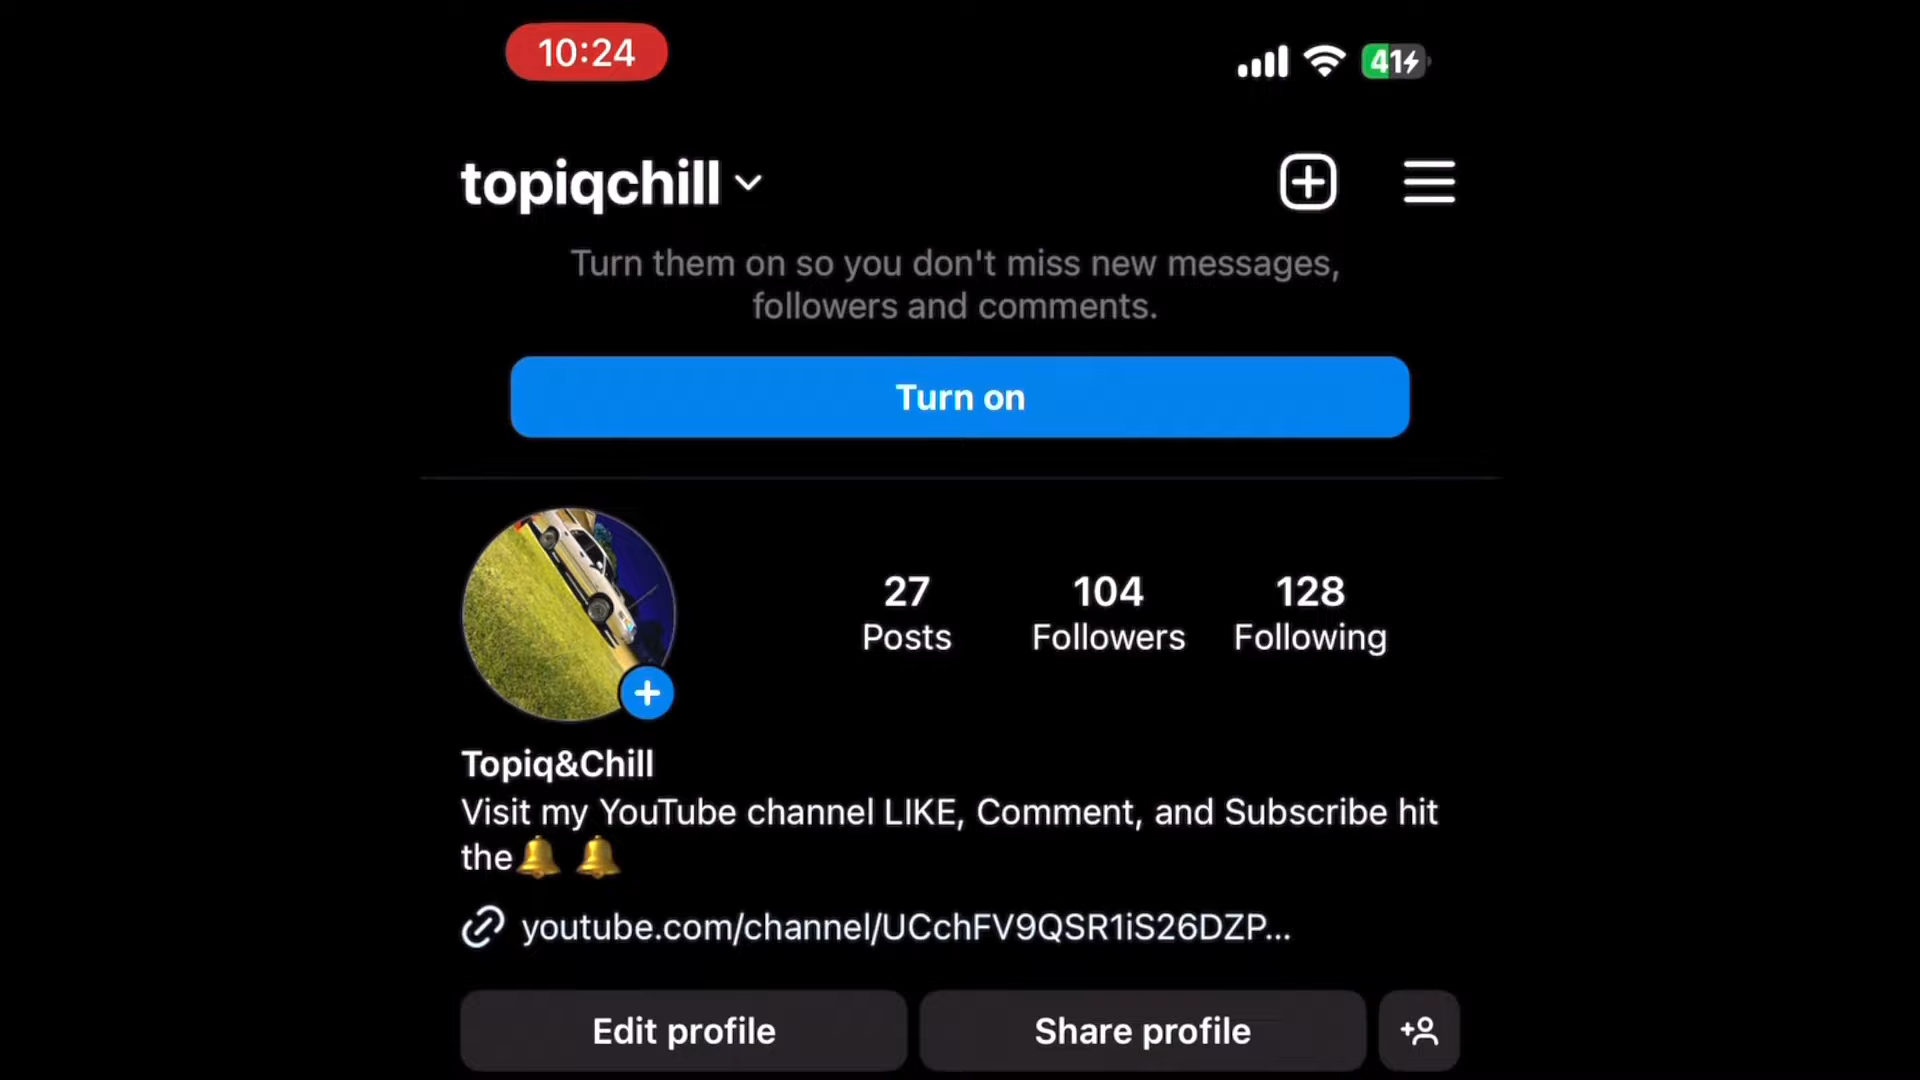 10:24
41
topiqchill
Turn them on so you don't miss new messages,
followers and comments.
Turn on
27
Posts
104
Followers
128
Following
Topiq&Chill
Visit my YouTube channel LIKE, Comment, and Subscribe hit
the🔔 🔔
youtube.com/channel/UCchFV9QSR1iS26DZP...
Edit profile
Share profile